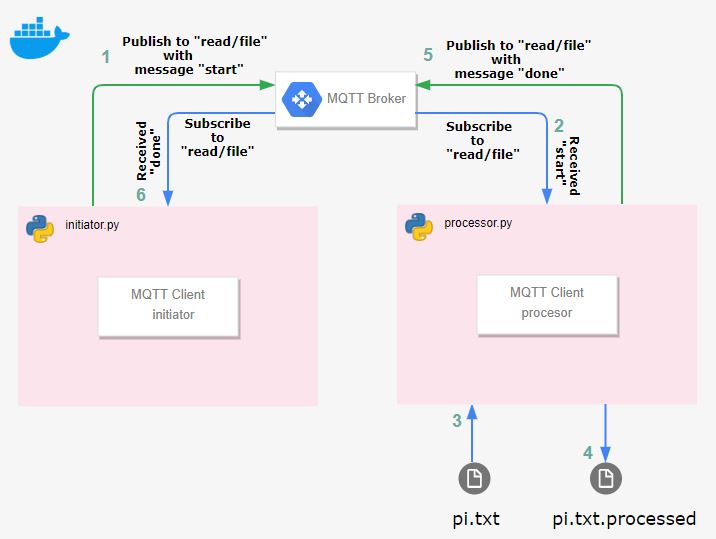 1
Publish to "read/file"
with
message "start"
5
Publish to "read/file"
with
message "done"
MQTT Broker
Subscribe
to
"read/file"
Received
"done"
6
Subscribe
to
"read/file"
2
Received
"start"
initiator.py
MQTT Client
initiator
processor.py
MQTT Client
procesor
3
4
pi.txt
pi.txt.processed